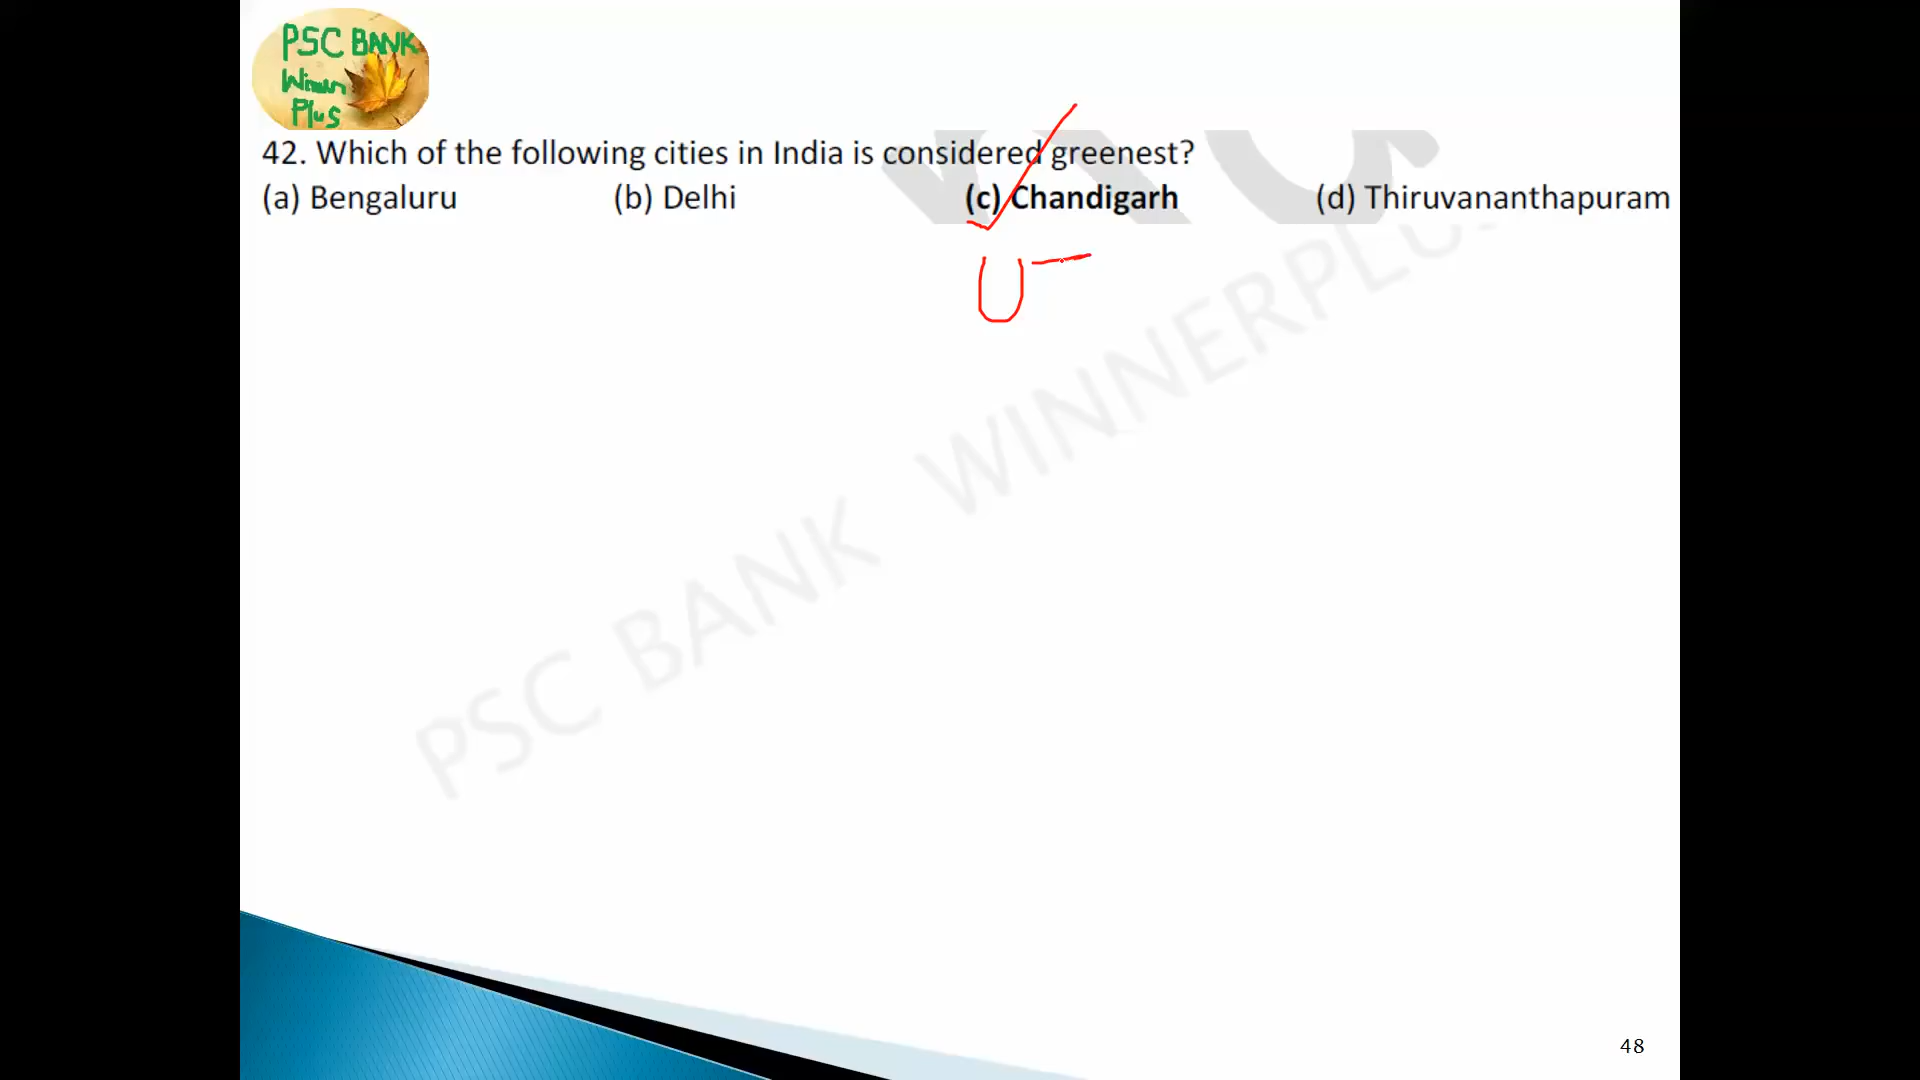 PSC BANK
Winner
Plus
42. Which of the following cities in India is considered greenest?
(a) Bengaluru (b) Delhi (c) Chandigarh (d) Thiruvananthapuram
U
PSC BANK WINNERPLUS
48